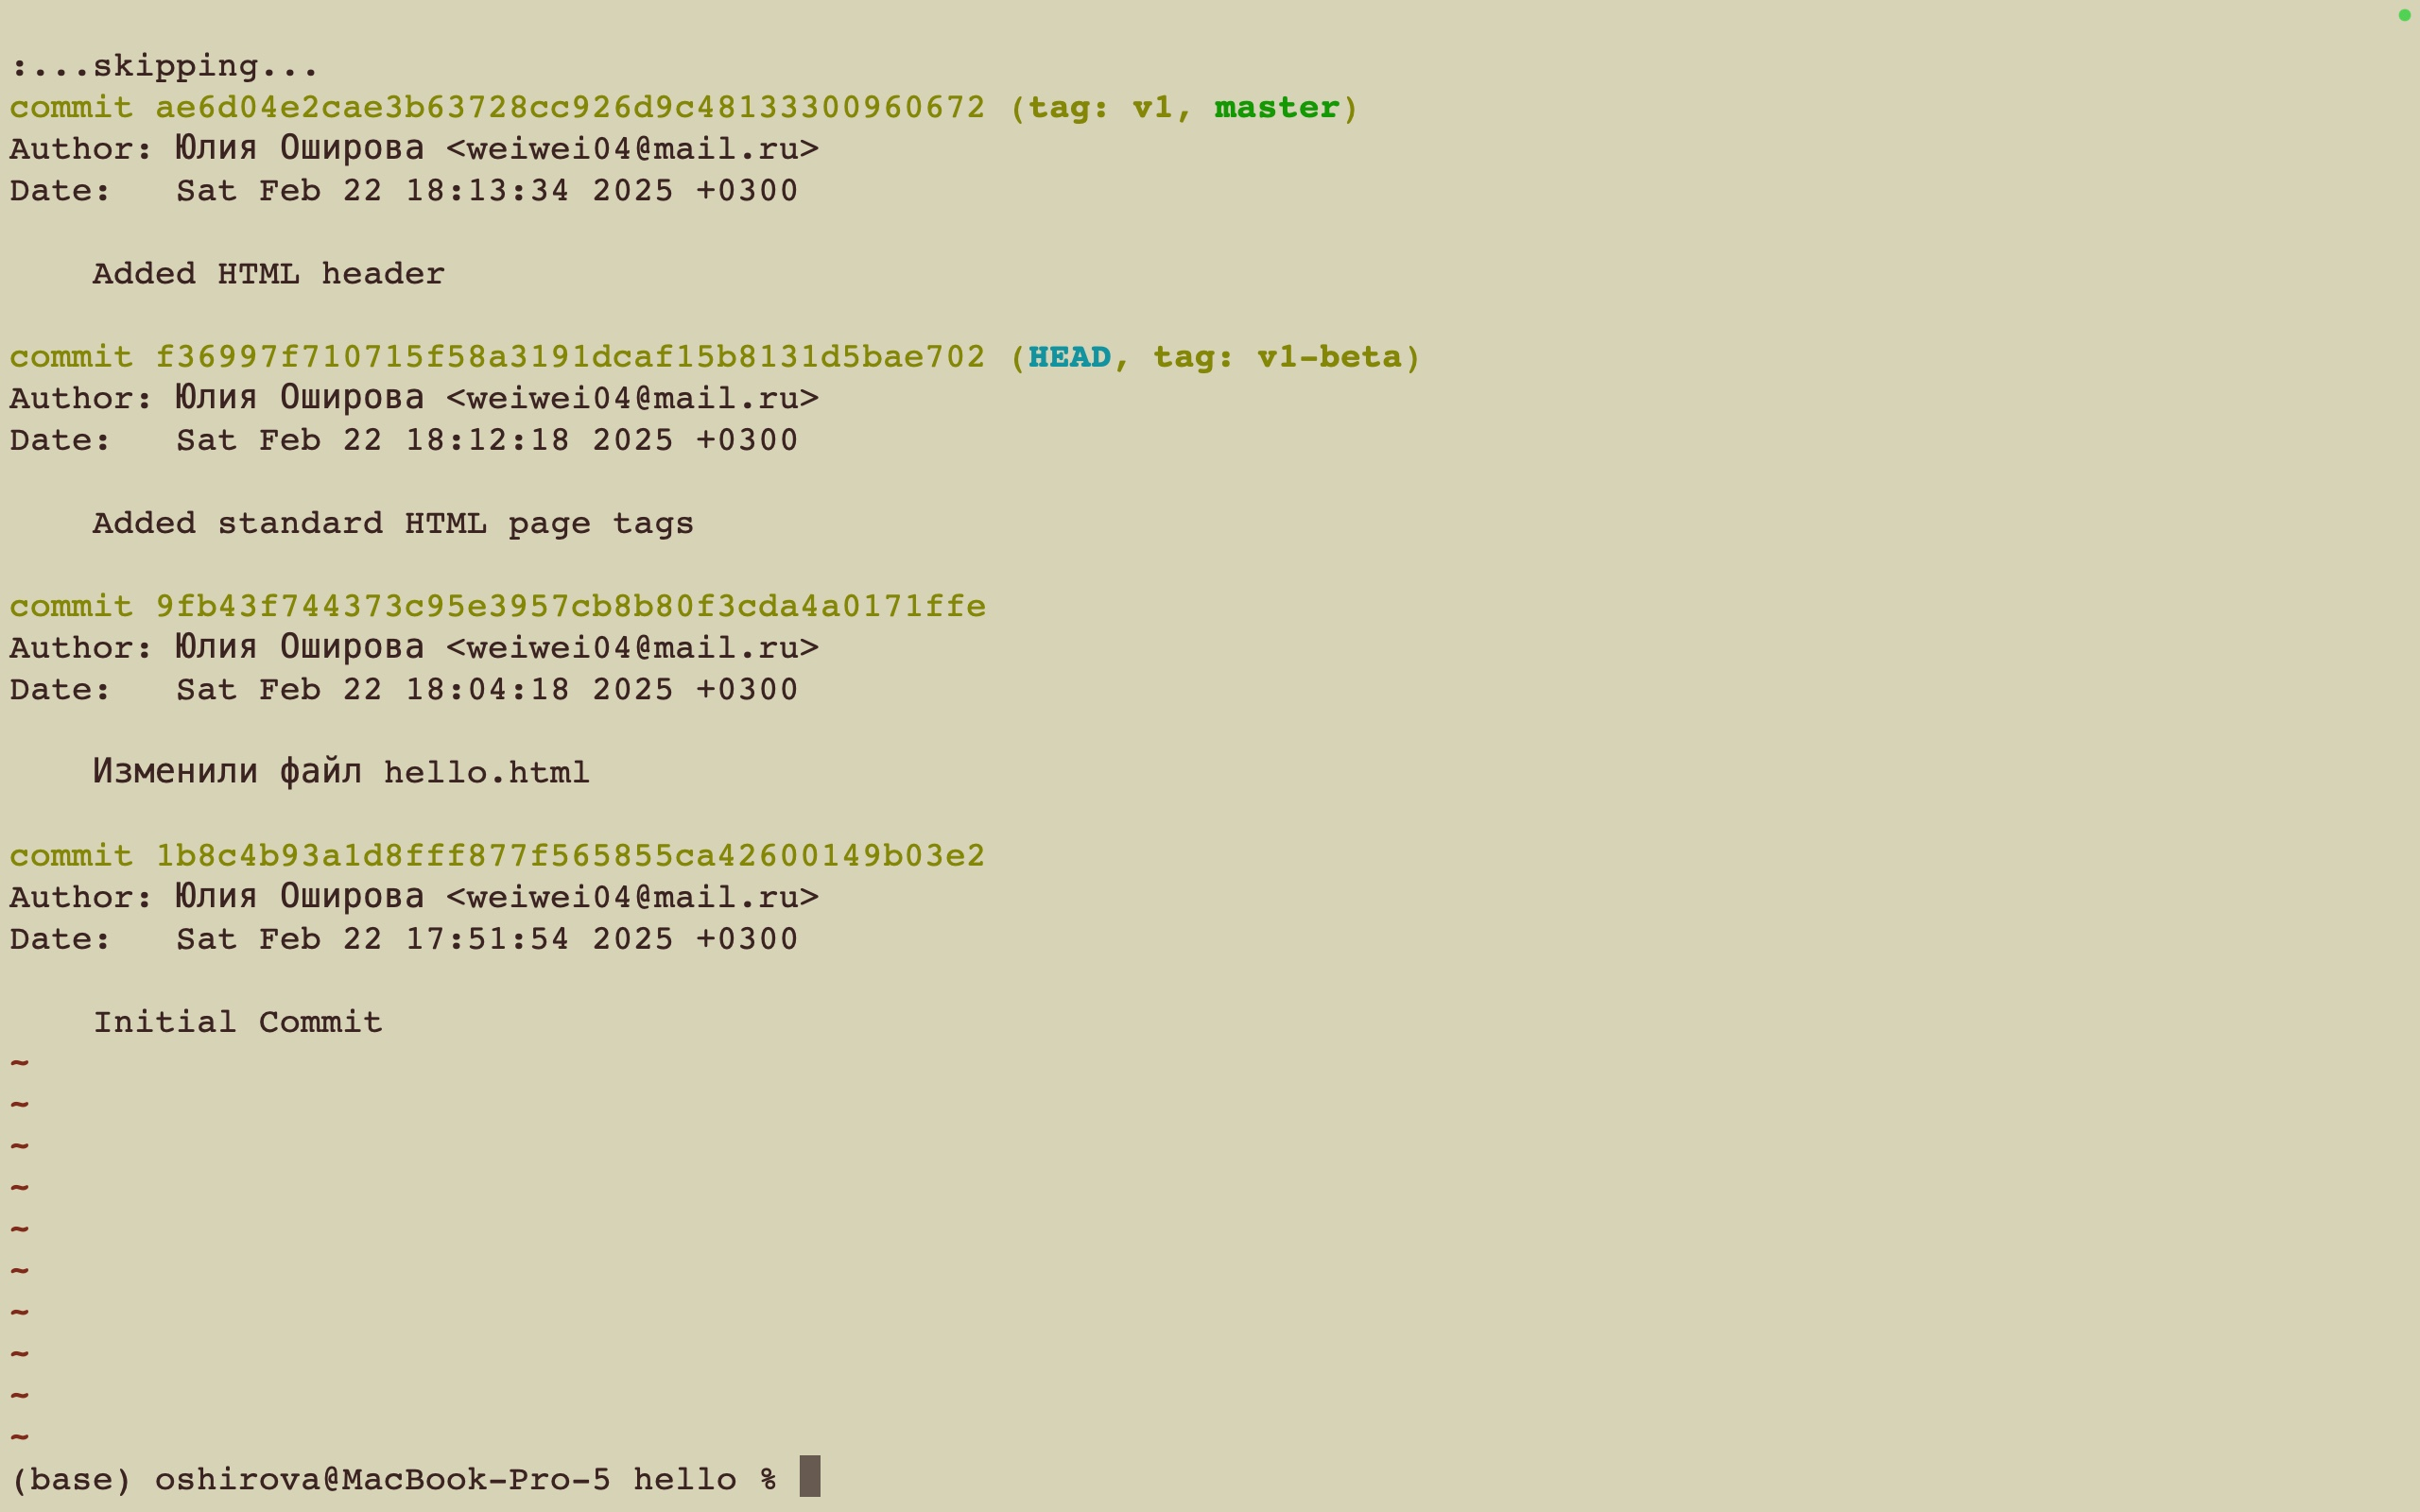 :...skipping...
commit ae6d04e2cae3b63728cc926d9c48133300960672 (tag: v1, master)
Author: Юлия Оширова <weiwei04@mail.ru>
Date:   Sat Feb 22 18:13:34 2025 +0300

    Added HTML header

commit f36997f710715f58a3191dcaf15b8131d5bae702 (HEAD, tag: v1-beta)
Author: Юлия Оширова <weiwei04@mail.ru>
Date:   Sat Feb 22 18:12:18 2025 +0300

    Added standard HTML page tags

commit 9fb43f744373c95e3957cb8b80f3cda4a0171ffe
Author: Юлия Оширова <weiwei04@mail.ru>
Date:   Sat Feb 22 18:04:18 2025 +0300

    Изменили файл hello.html

commit 1b8c4b93a1d8fff877f565855ca42600149b03e2
Author: Юлия Оширова <weiwei04@mail.ru>
Date:   Sat Feb 22 17:51:54 2025 +0300

    Initial Commit
~
~
~
~
~
~
~
~
~
~
(base) oshirova@MacBook-Pro-5 hello %